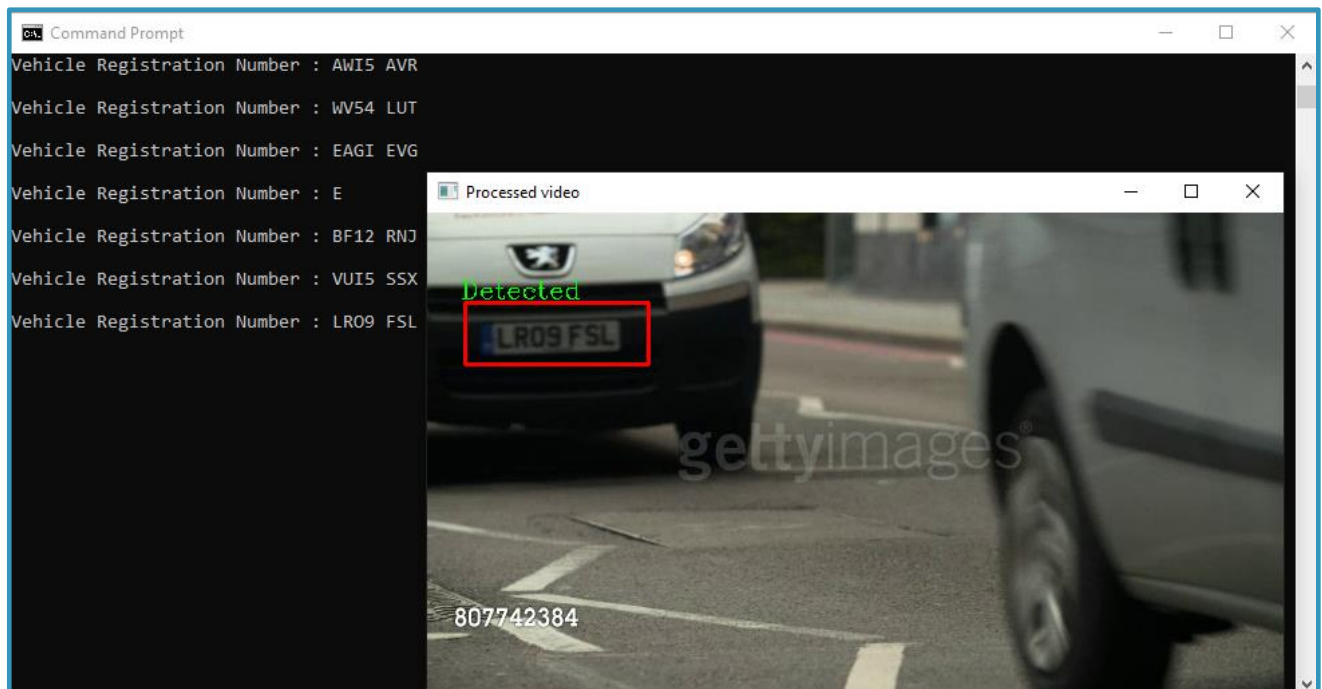 Command Prompt
Vehicle Registration Number : AWI5 AVR
Vehicle Registration Number : WV54 LUT
Vehicle Registration Number : EAGI EVG
Vehicle Registration Number : E
Vehicle Registration Number : BF12 RNJ
Vehicle Registration Number : VUI5 SSX
Vehicle Registration Number : LRO9 FSL
Processed video
Detected
LR09 FSL
gettyimages®
807742384